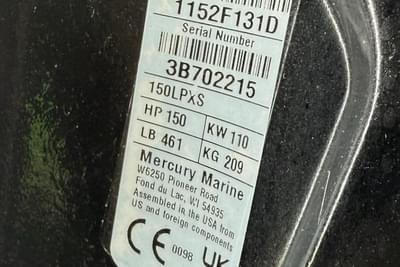 1152F131D
Serial Number
3B702215
150LPXS
HP 150 KW 110
LB 461 KG 209
Mercury Marine
W6250 Pioneer Road
Fond du Lac, WI 54935
Assembled in the USA from
US and foreign components
CE 0098 UK